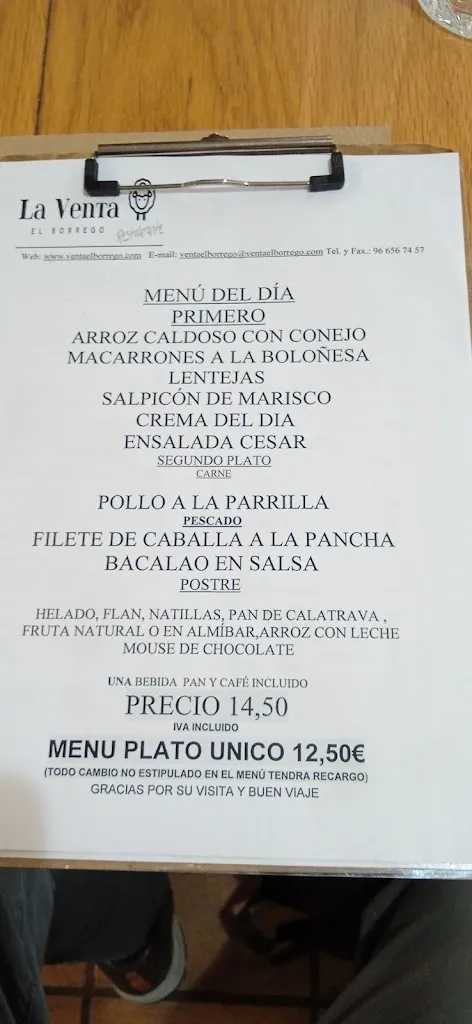 LA VENTA
EL BORREGO
Restaurante
Web: www.ventaelborrego.com E-mail: ventaelborrego@ventaelborrego.com Tel. y Fax.: 96 656 74 57
MENÚ DEL DÍA
PRIMERO
ARROZ CALDOSO CON CONEJO
MACARRONES A LA BOLOÑESA
LENTEJAS
SALPICÓN DE MARISCO
CREMA DEL DIA
ENSALADA CESAR
SEGUNDO PLATO
CARNE
POLLO A LA PARRILLA
PESCADO
FILETE DE CABALLA A LA PANCHA
BACALAO EN SALSA
POSTRE
HELADO, FLAN, NATILLAS, PAN DE CALATRAVA ,
FRUTA NATURAL O EN ALMÍBAR,ARROZ CON LECHE
MOUSE DE CHOCOLATE
UNA BEBIDA PAN Y CAFÉ INCLUIDO
PRECIO 14,50
IVA INCLUIDO
MENU PLATO UNICO 12,50€
(TODO CAMBIO NO ESTIPULADO EN EL MENÚ TENDRA RECARGO)
GRACIAS POR SU VISITA Y BUEN VIAJE